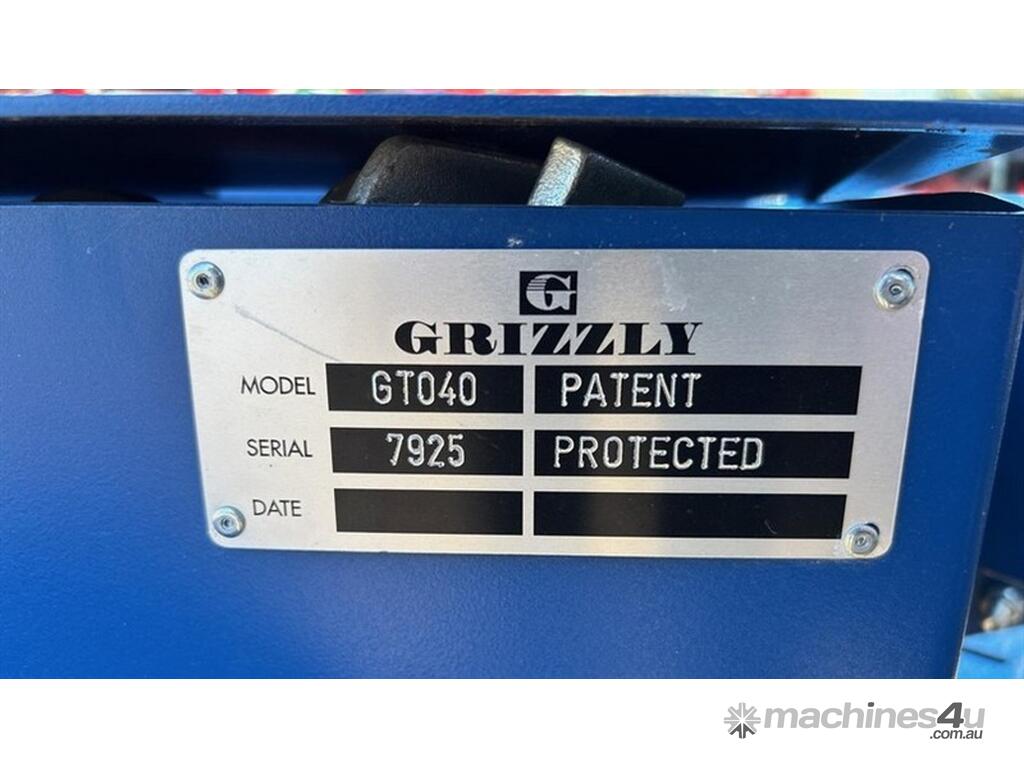 G
GRIZZLY
MODEL GT040 PATENT
SERIAL 7925 PROTECTED
DATE
machines4u
.com.au